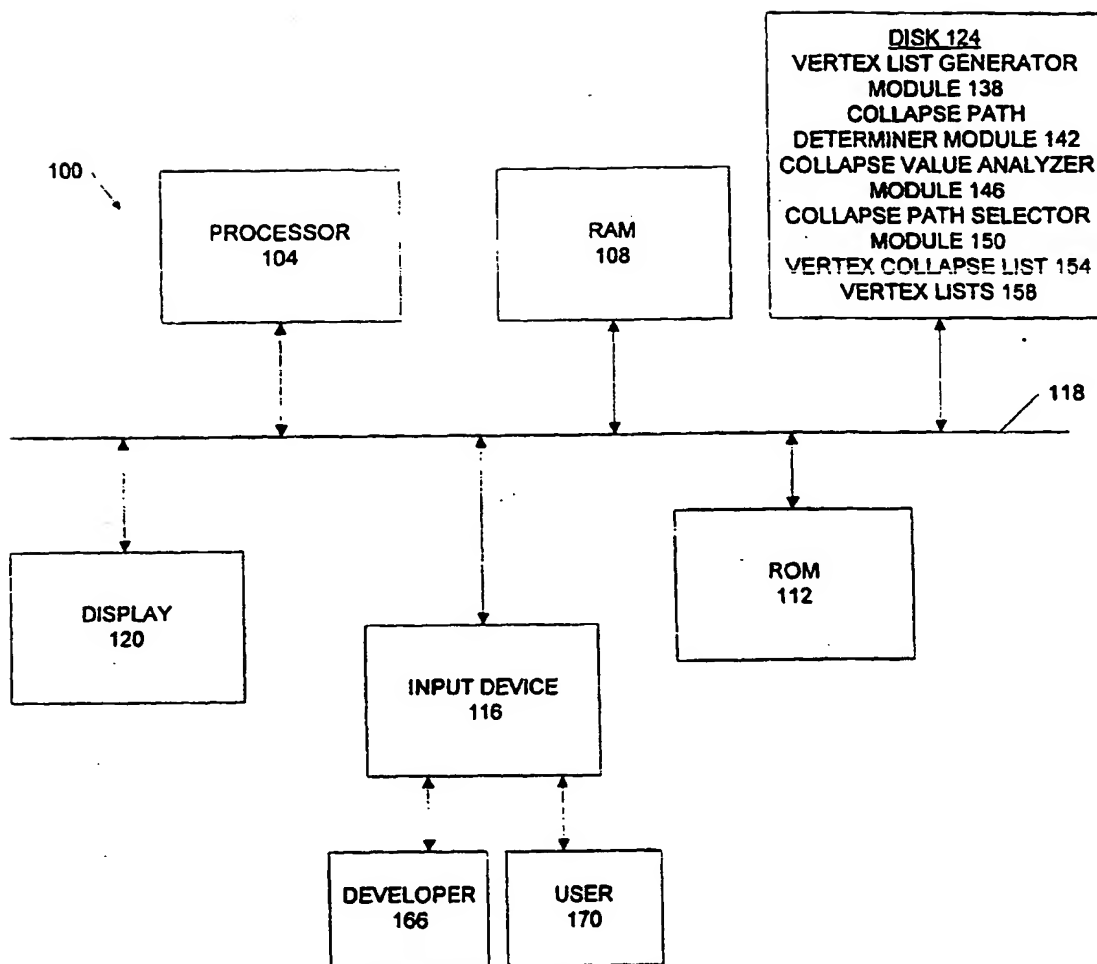 DISK 124
VERTEX LIST GENERATOR
MODULE 138
COLLAPSE PATH
DETERMINER MODULE 142
COLLAPSE VALUE ANALYZER
MODULE 146
COLLAPSE PATH SELECTOR
MODULE 150
VERTEX COLLAPSE LIST 154
VERTEX LISTS 158
100
PROCESSOR
104
RAM
108
118
DISPLAY
120
INPUT DEVICE
116
ROM
112
DEVELOPER
166
USER
170